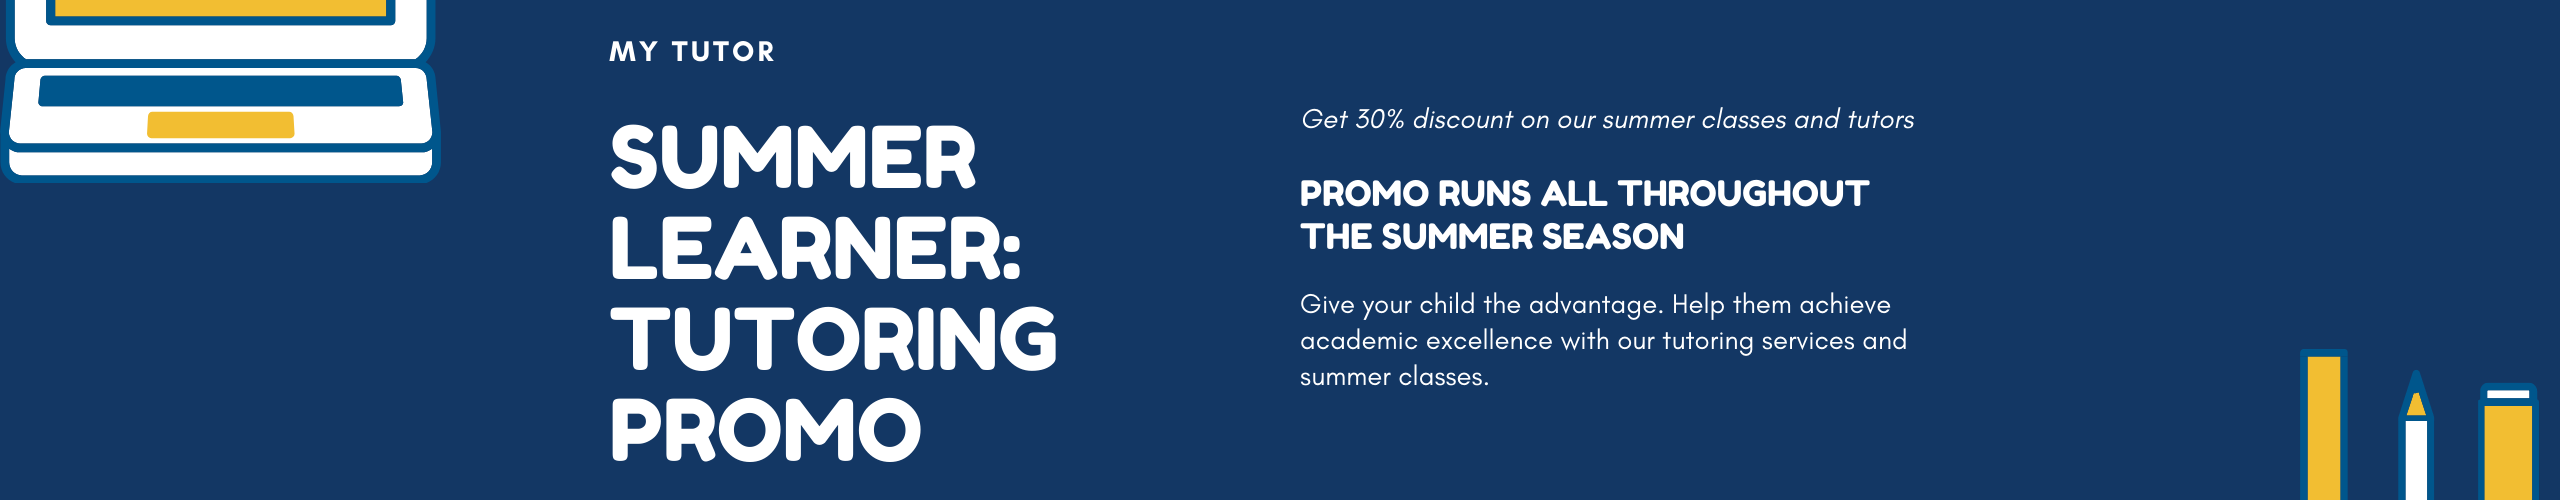 MY TUTOR
SUMMER
LEARNER:
TUTORING
PROMO
Get 30% discount on our summer classes and tutors
PROMO RUNS ALL THROUGHOUT
THE SUMMER SEASON
Give your child the advantage. Help them achieve
academic excellence with our tutoring services and
summer classes.